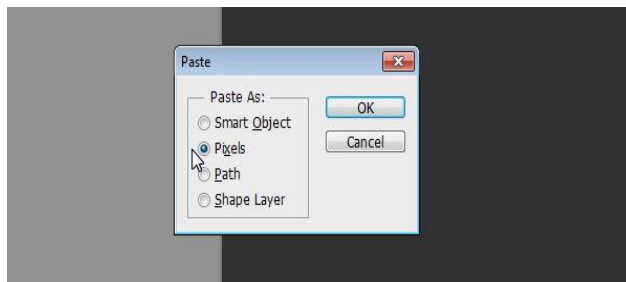 Paste
Paste As:
Smart Object
Pixels
Path
Shape Layer
OK
Cancel